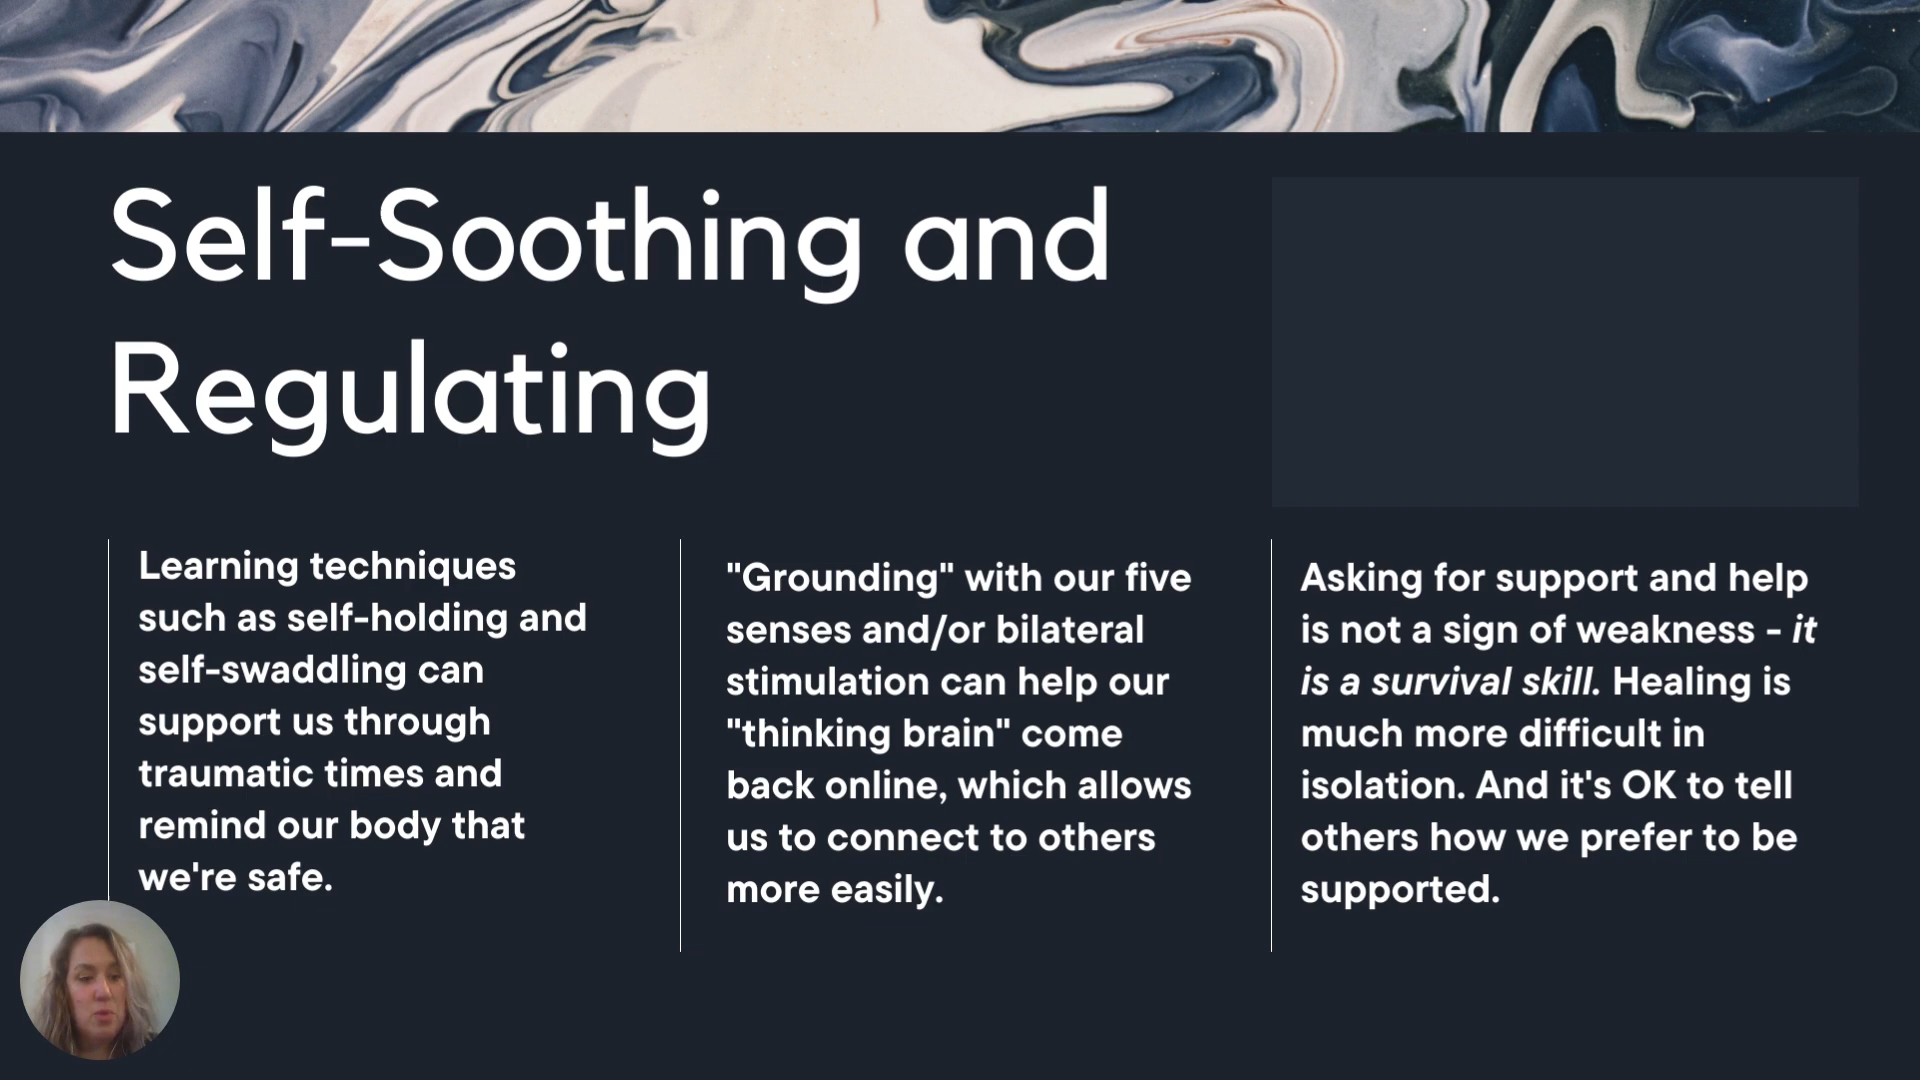 Self-Soothing and
Regulating
Learning techniques
such as self-holding and
self-swaddling can
support us through
traumatic times and
remind our body that
we're safe.
"Grounding" with our five
senses and/or bilateral
stimulation can help our
"thinking brain" come
back online, which allows
us to connect to others
more easily.
Asking for support and help
is not a sign of weakness - it
is a survival skill. Healing is
much more difficult in
isolation. And it's OK to tell
others how we prefer to be
supported.